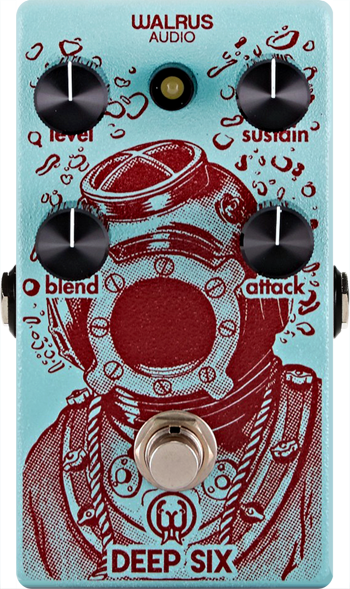 WALRUS
AUDIO
level
sustain
blend
attack
DEEP SIX